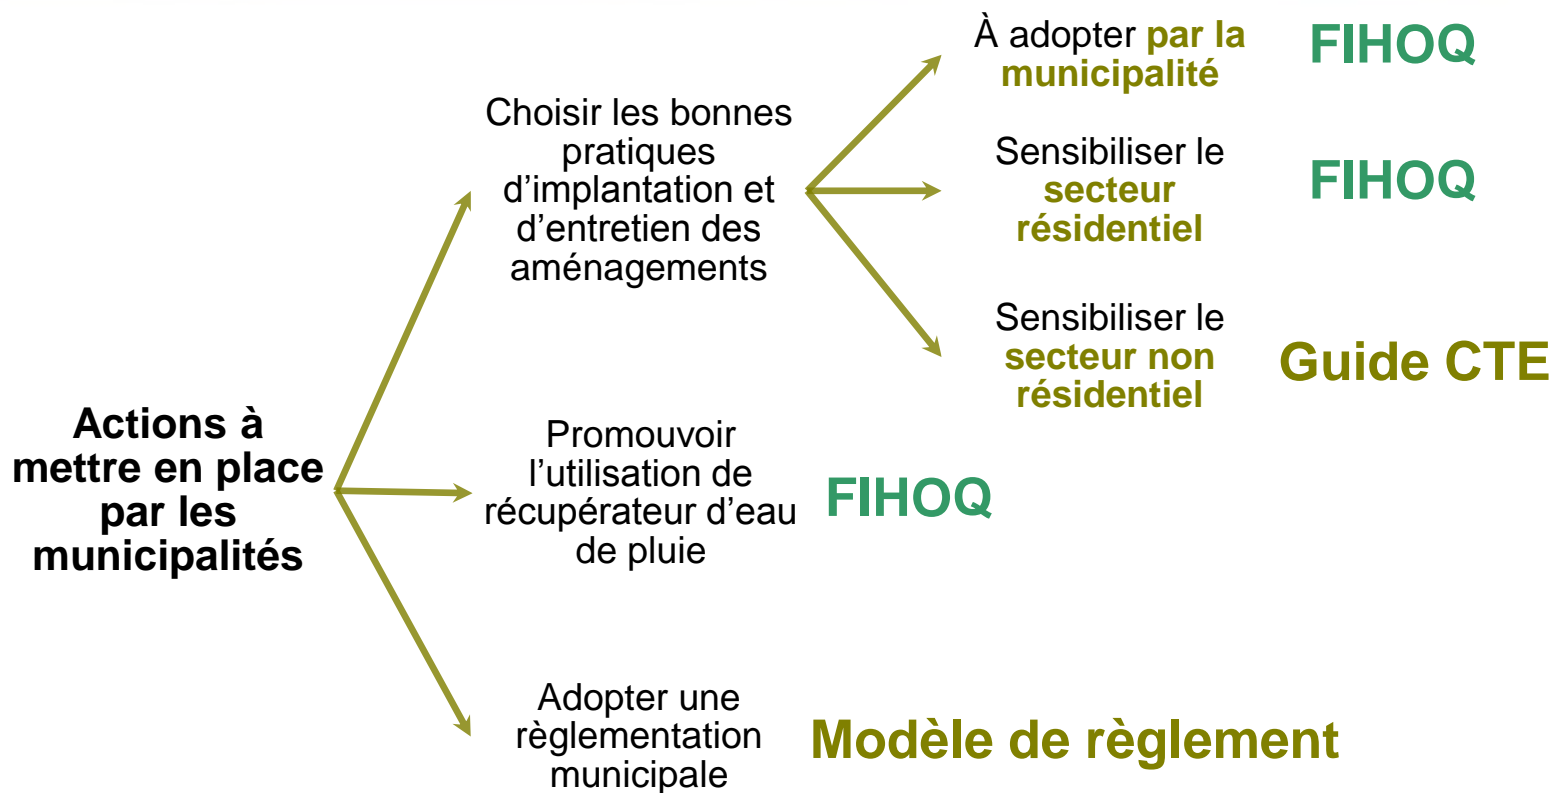 À adopter par la
municipalité
FIHOQ
Choisir les bonnes
pratiques
d’implantation et
d’entretien des
aménagements
Sensibiliser le
secteur
résidentiel
FIHOQ
Sensibiliser le
secteur non
résidentiel
Guide CTE
Actions à
mettre en place
par les
municipalités
Promouvoir
l’utilisation de
récupérateur d’eau
de pluie
FIHOQ
Adopter une
règlementation
municipale
Modèle de règlement